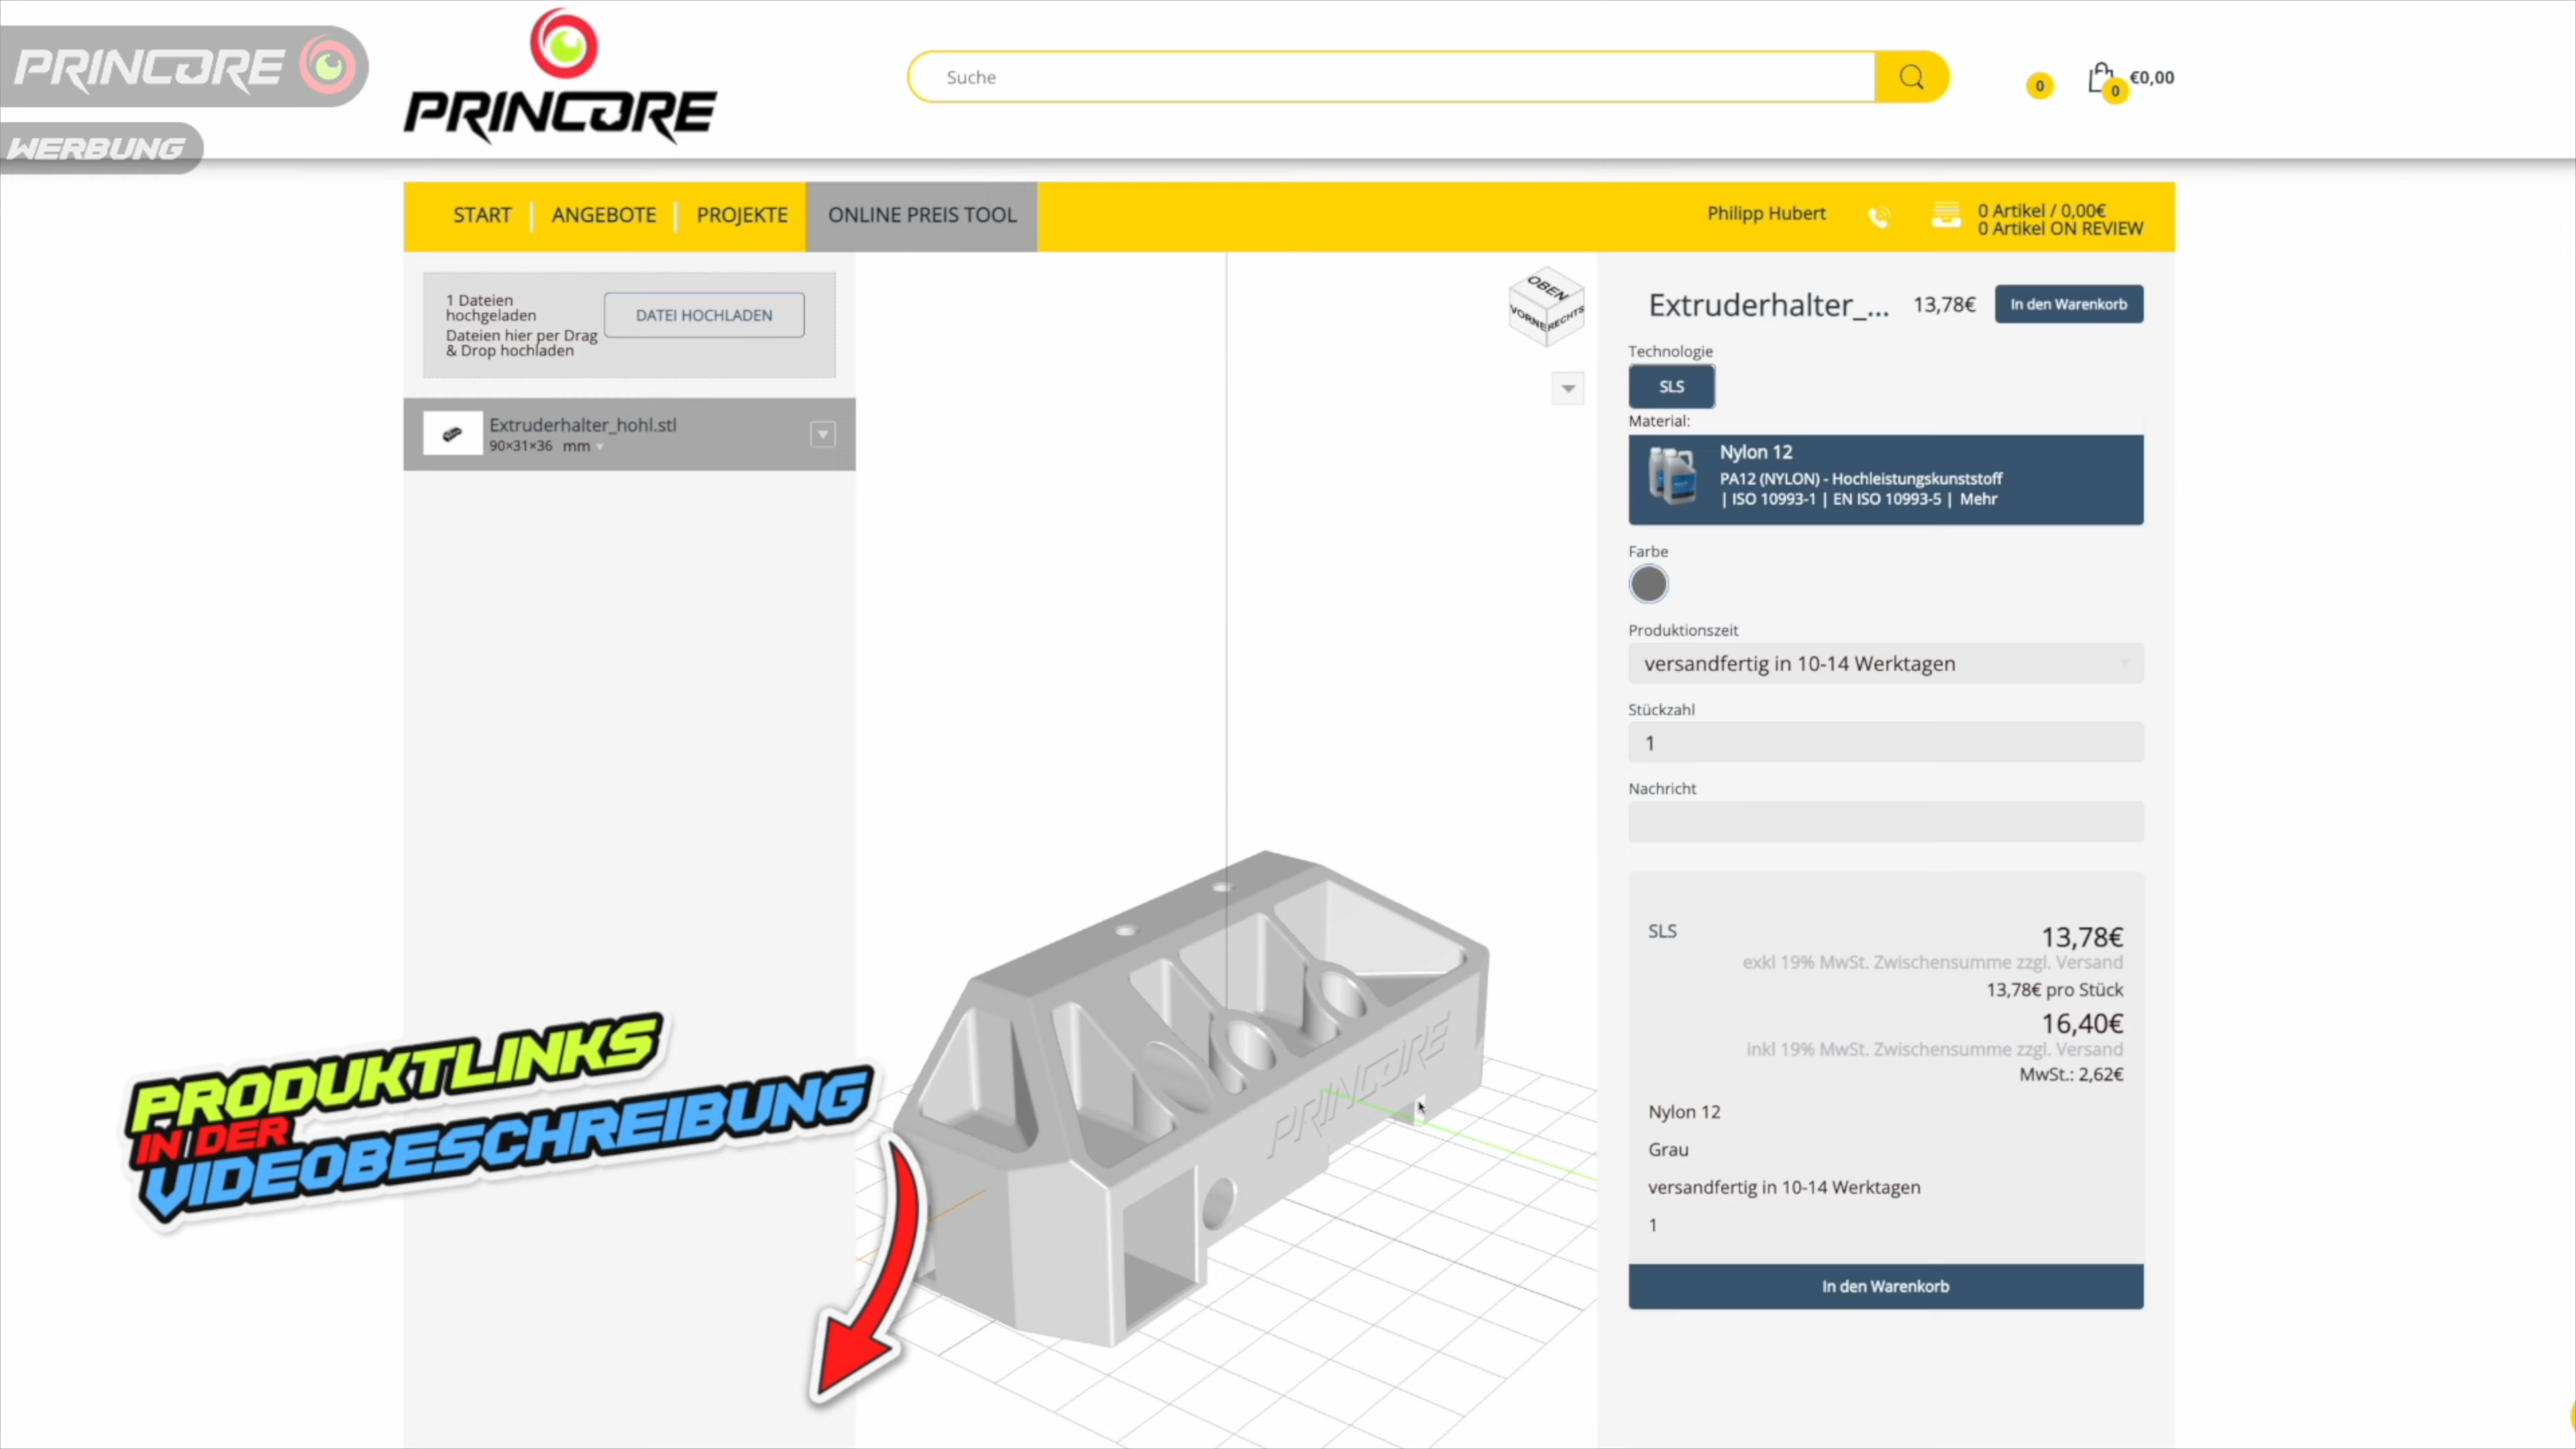 PRINCORE
WERBUNG
PRINCORE
Suche
0
0
€0,00
START
ANGEBOTE
PROJEKTE
ONLINE PREIS TOOL
Philipp Hubert
0 Artikel / 0,00€
0 Artikel ON REVIEW
1 Dateien
hochgeladen
Dateien hier per Drag
& Drop hochladen
DATEI HOCHLADEN
Extruderhalter_hohl.stl
90×31×36 mm
OBEN
VORNE
RECHTS
PRINCORE
PRODUKTLINKS
IN DER
VIDEOBESCHREIBUNG
Extruderhalter_...
13,78€
In den Warenkorb
Technologie
SLS
Material:
Nylon 12
PA12 (NYLON) - Hochleistungskunststoff
| ISO 10993-1 | EN ISO 10993-5 | Mehr
Farbe
Produktionszeit
versandfertig in 10-14 Werktagen
Stückzahl
1
Nachricht
SLS
13,78€
exkl 19% MwSt. Zwischensumme zzgl. Versand
13,78€ pro Stück
16,40€
inkl 19% MwSt. Zwischensumme zzgl. Versand
MwSt.: 2,62€
Nylon 12
Grau
versandfertig in 10-14 Werktagen
1
In den Warenkorb